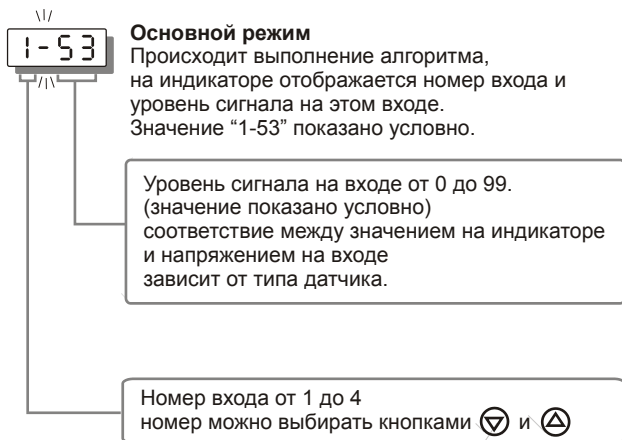 1-53
Основной режим
Происходит выполнение алгоритма,
на индикаторе отображается номер входа и
уровень сигнала на этом входе.
Значение “1-53” показано условно.
Уровень сигнала на входе от 0 до 99.
(значение показано условно)
соответствие между значением на индикаторе
и напряжением на входе
зависит от типа датчика.
Номер входа от 1 до 4
номер можно выбирать кнопками и